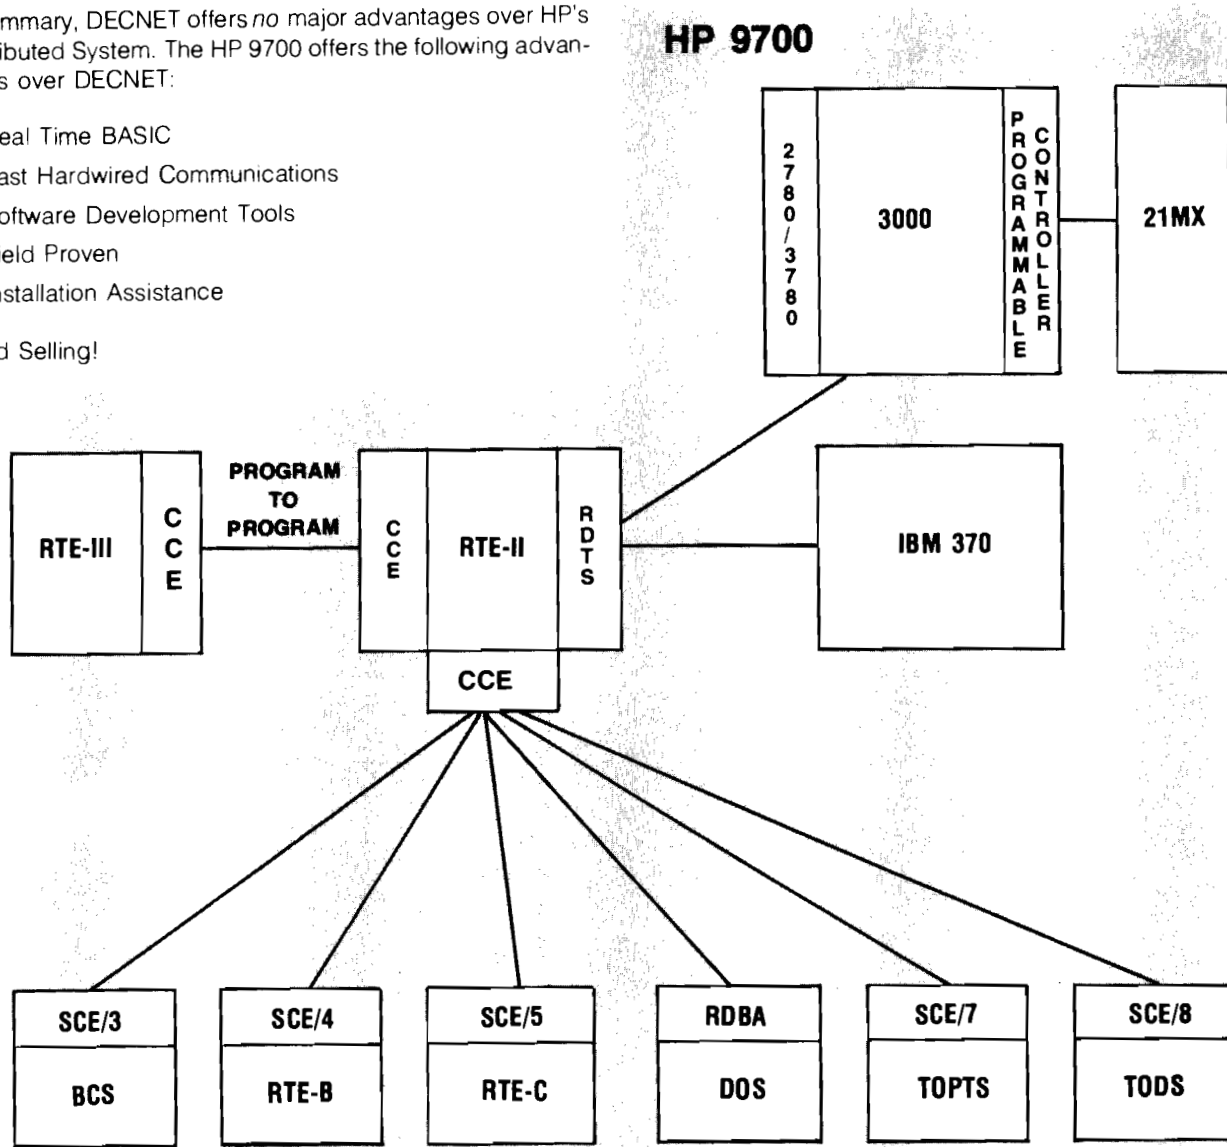 mmary, DECNET offers no major advantages over HP's
ibuted System. The HP 9700 offers the following advan-
s over DECNET:
eal Time BASIC
ast Hardwired Communications
oftware Development Tools
ield Proven
nstallation Assistance
d Selling!
HP 9700
2780/3780
3000
PROGRAMMABLE
CONTROLLER
21MX
RTE-III
CCE
PROGRAM
TO
PROGRAM
CCE
RTE-II
RDTS
IBM 370
CCE
SCE/3
SCE/4
SCE/5
RDBA
SCE/7
SCE/8
BCS
RTE-B
RTE-C
DOS
TOPTS
TODS